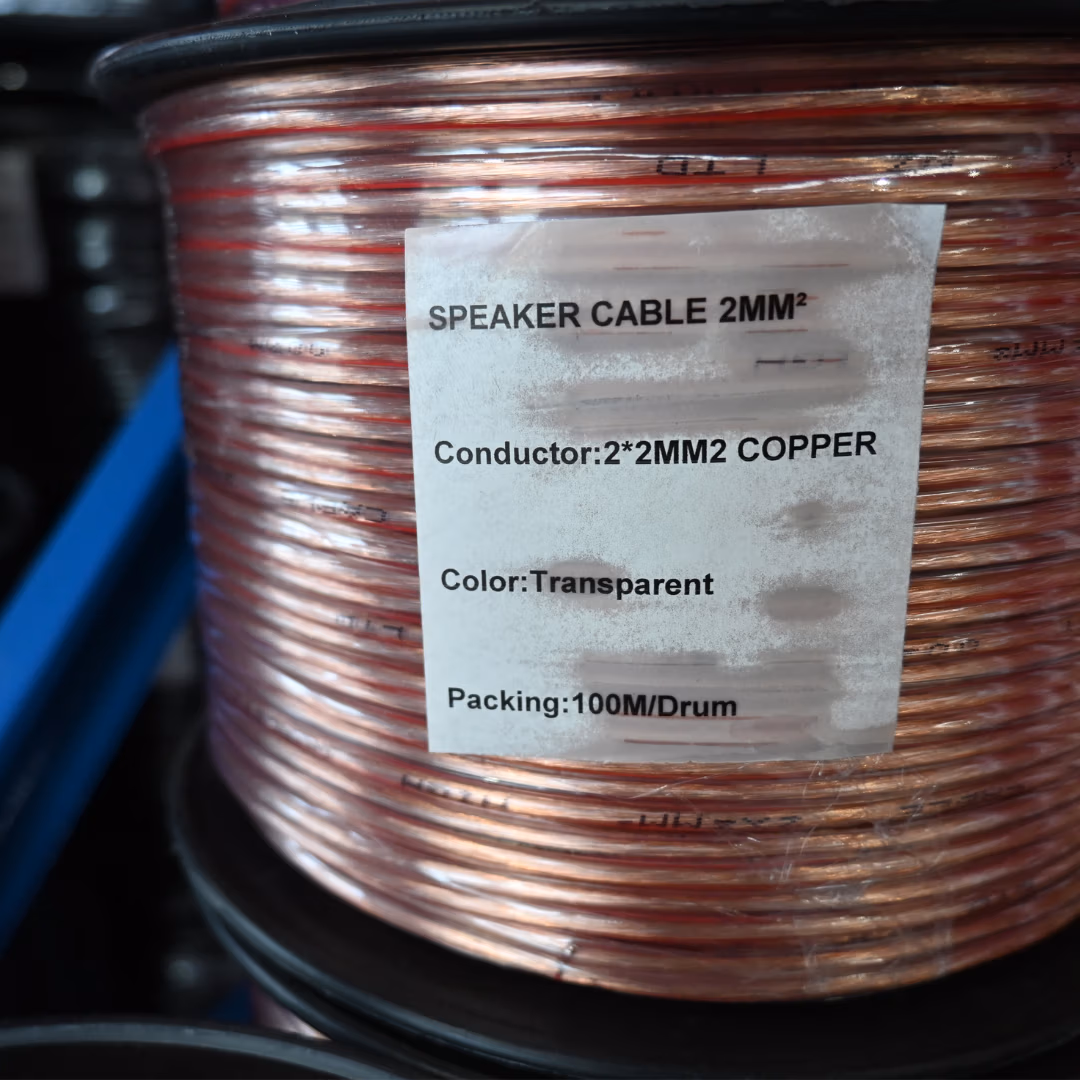 SPEAKER CABLE 2MM²
Conductor:2*2MM2 COPPER
Color:Transparent
Packing:100M/Drum